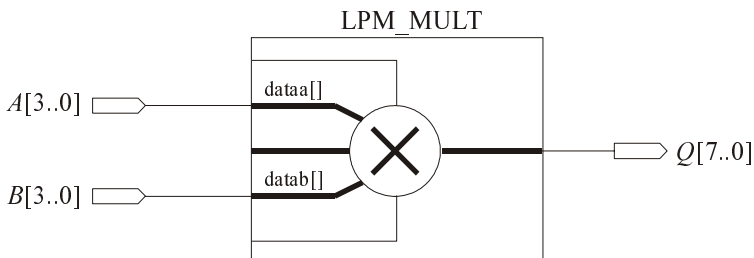 LPM_MULT
A[3..0]
dataa[]
Q[7..0]
datab[]
B[3..0]